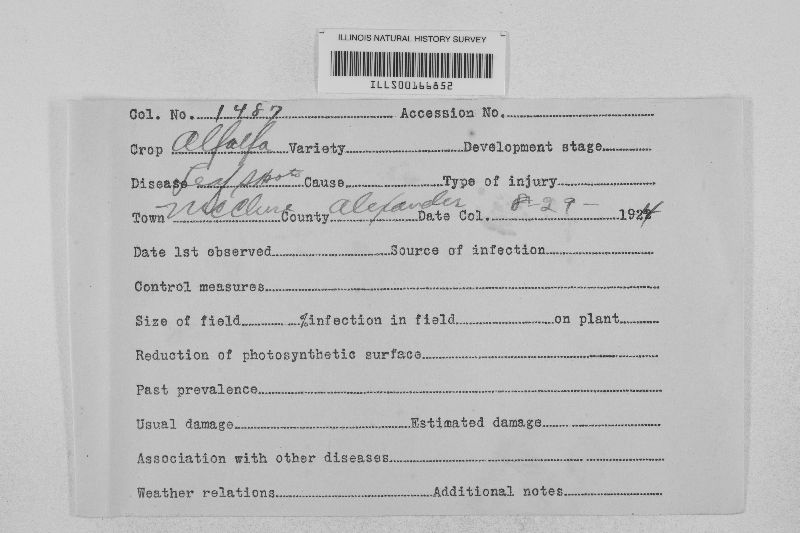 ILLINOIS NATURAL HISTORY SURVEY
ILLS00166852
Col. No. 1487 Accession No.
Crop Alfalfa Variety Development stage
Disease Leaf spots Cause Type of injury
Town McClure County Alexander Date Col. 8-29- 1924
Date 1st observed Source of infection
Control measures
Size of field %infection in field on plant
Reduction of photosynthetic surface
Past prevalence
Usual damage Estimated damage
Association with other diseases
Weather relations Additional notes